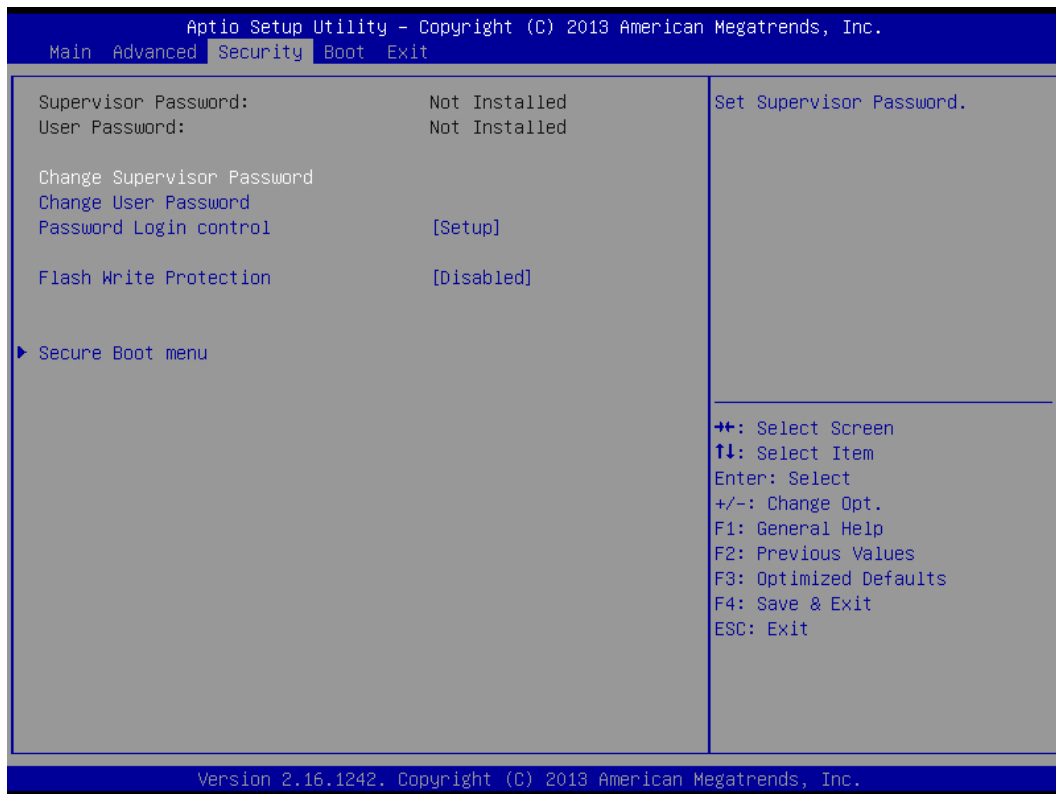 Aptio Setup Utility – Copyright (C) 2013 American Megatrends, Inc.
Main Advanced Security Boot Exit
Supervisor Password: Not Installed
User Password: Not Installed
Change Supervisor Password
Change User Password
Password Login control [Setup]
Flash Write Protection [Disabled]
Secure Boot menu
Set Supervisor Password.
→←: Select Screen
↑↓: Select Item
Enter: Select
+/-: Change Opt.
F1: General Help
F2: Previous Values
F3: Optimized Defaults
F4: Save & Exit
ESC: Exit
Version 2.16.1242. Copyright (C) 2013 American Megatrends, Inc.